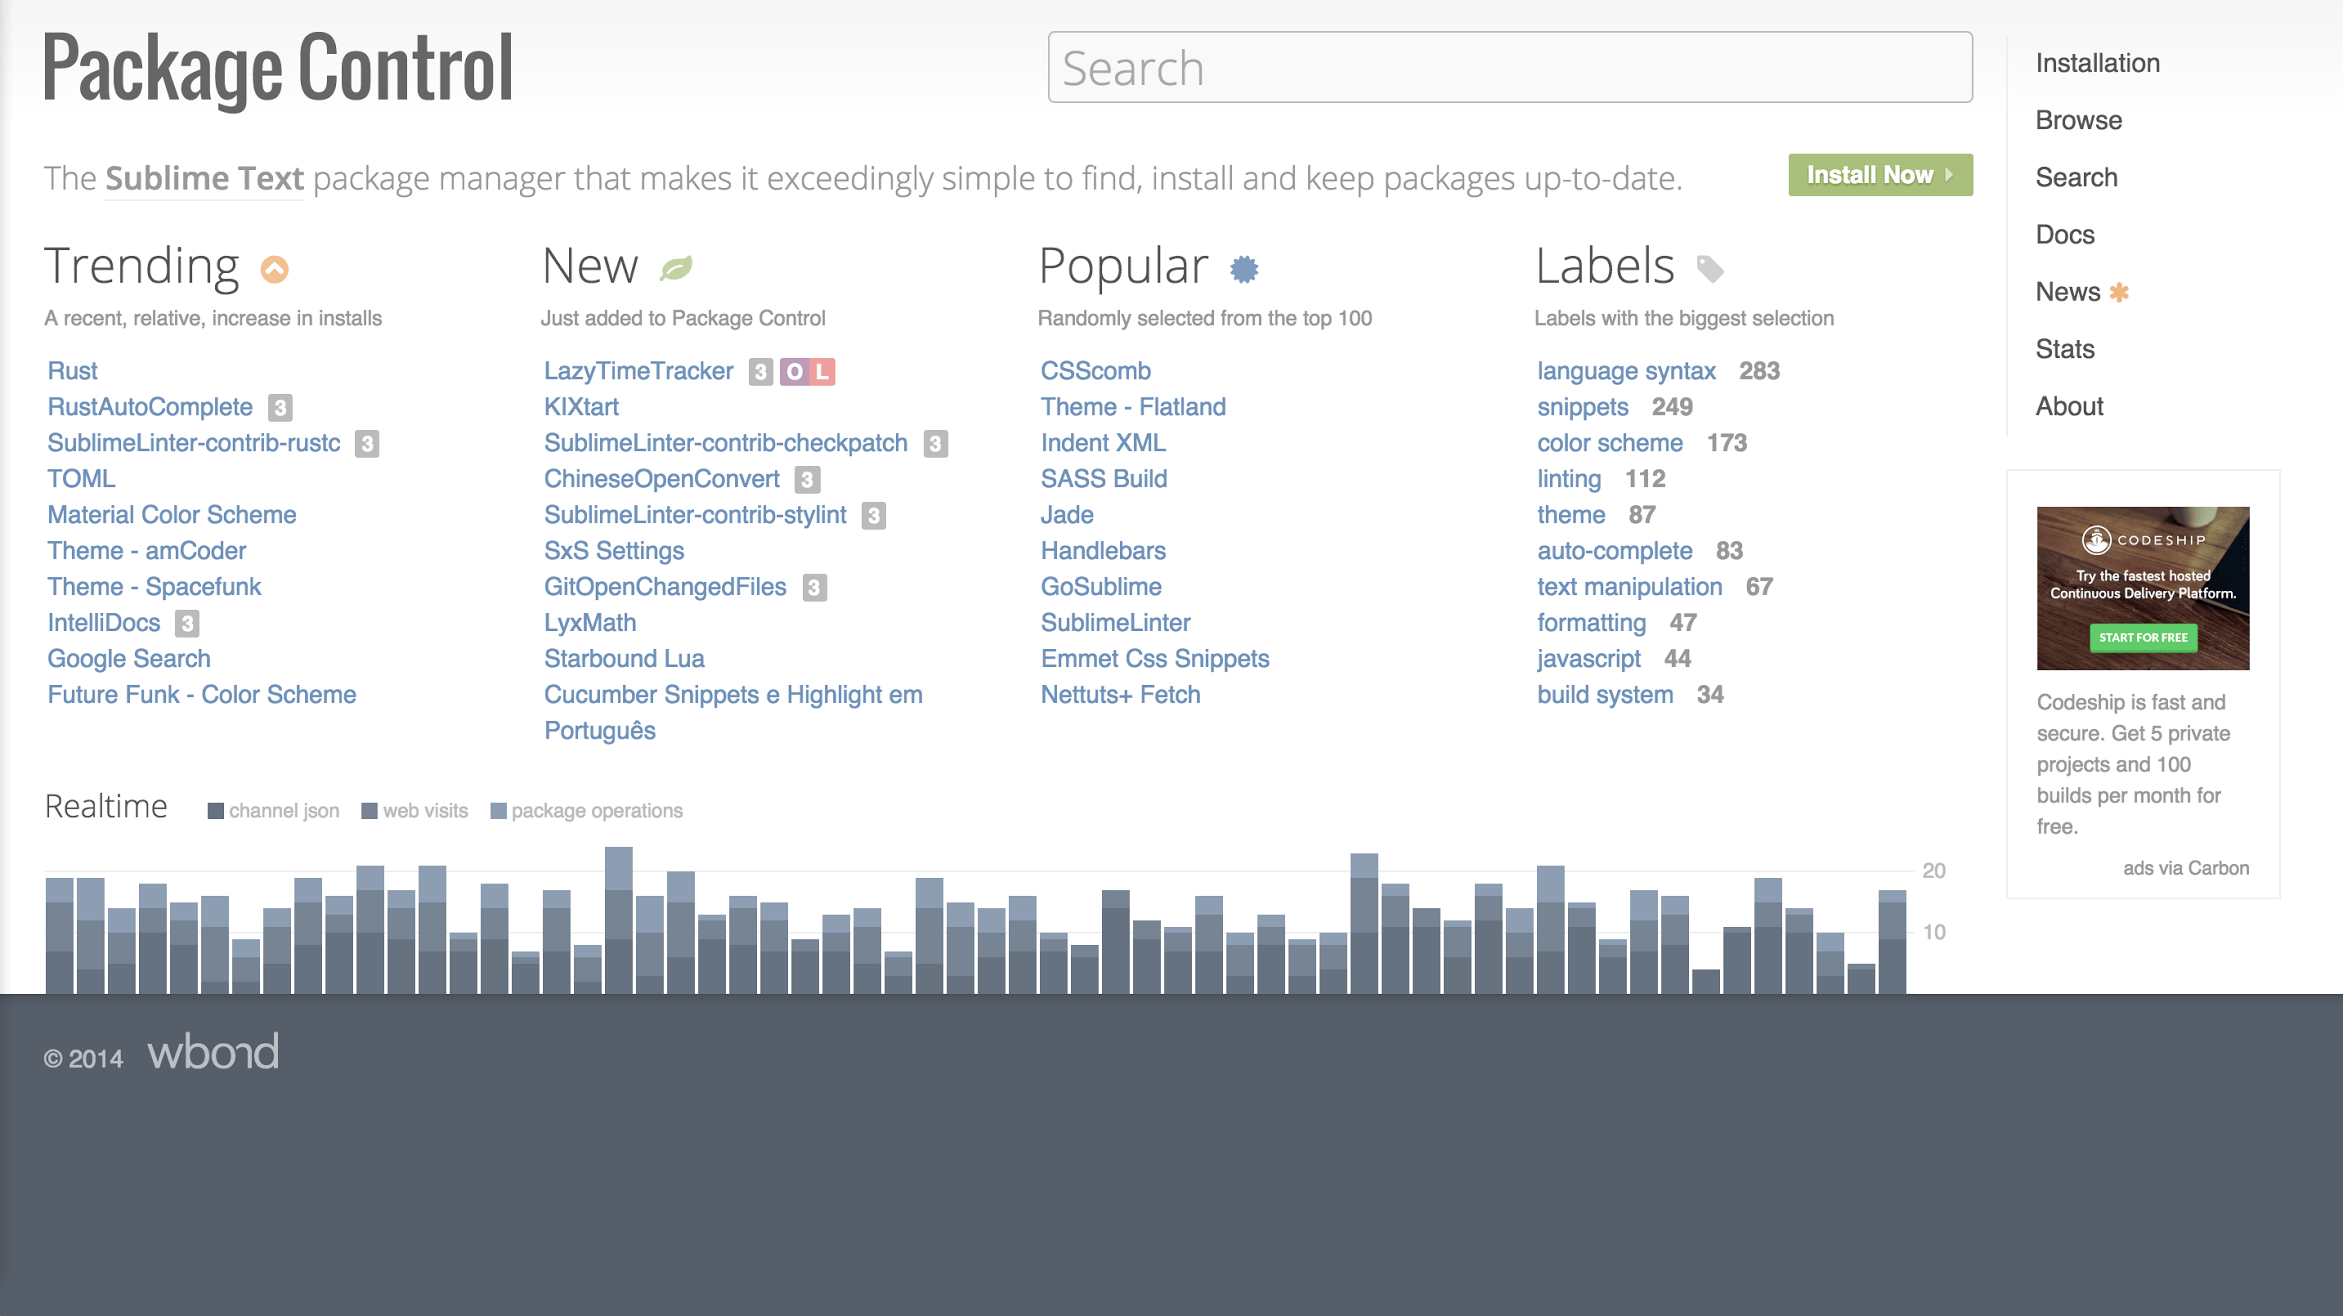 Package Control
Search
The Sublime Text package manager that makes it exceedingly simple to find, install and keep packages up-to-date.
Install Now
Trending
A recent, relative, increase in installs
Rust
RustAutoComplete 3
SublimeLinter-contrib-rustc 3
TOML
Material Color Scheme
Theme - amCoder
Theme - Spacefunk
IntelliDocs 3
Google Search
Future Funk - Color Scheme
New
Just added to Package Control
LazyTimeTracker 3 O L
KIXtart
SublimeLinter-contrib-checkpatch 3
ChineseOpenConvert 3
SublimeLinter-contrib-stylint 3
SxS Settings
GitOpenChangedFiles 3
LyxMath
Starbound Lua
Cucumber Snippets e Highlight em
Português
Popular
Randomly selected from the top 100
CSScomb
Theme - Flatland
Indent XML
SASS Build
Jade
Handlebars
GoSublime
SublimeLinter
Emmet Css Snippets
Nettuts+ Fetch
Labels
Labels with the biggest selection
language syntax 283
snippets 249
color scheme 173
linting 112
theme 87
auto-complete 83
text manipulation 67
formatting 47
javascript 44
build system 34
Installation
Browse
Search
Docs
News
Stats
About
CODESHIP
Try the fastest hosted
Continuous Delivery Platform.
START FOR FREE
Codeship is fast and
secure. Get 5 private
projects and 100
builds per month for
free.
ads via Carbon
Realtime channel json web visits package operations
20
10
© 2014 wbond